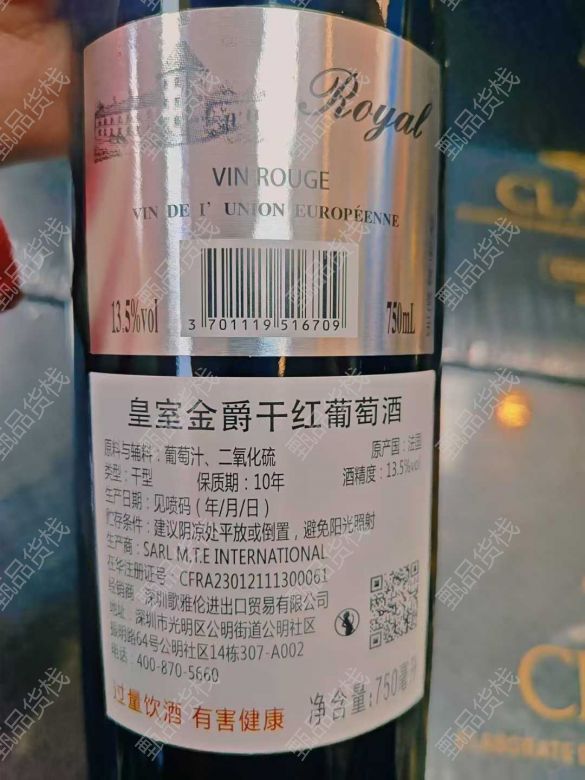 Royal
VIN ROUGE
VIN DE I' UNION EUROPÉENNE
13.5%vol
3 701119 516709
750mL
皇室金爵干红葡萄酒
原料与辅料：葡萄汁、二氧化硫
原产国：法国
类型：干型
保质期：10年
酒精度：13.5%vol
生产日期：见喷码（年/月/日）
贮存条件：建议阴凉处平放或倒置，避免阳光照射
生产商：SARL M.T.E INTERNATIONAL
在华注册证号：CFRA23012111300061
经销商：深圳歌雅伦进出口贸易有限公司
地址：深圳市光明区公明街道公明社区
振明路64号公明社区14栋307-A002
电话：400-870-5660
过量饮酒 有害健康
净含量:750毫升
甄品货栈